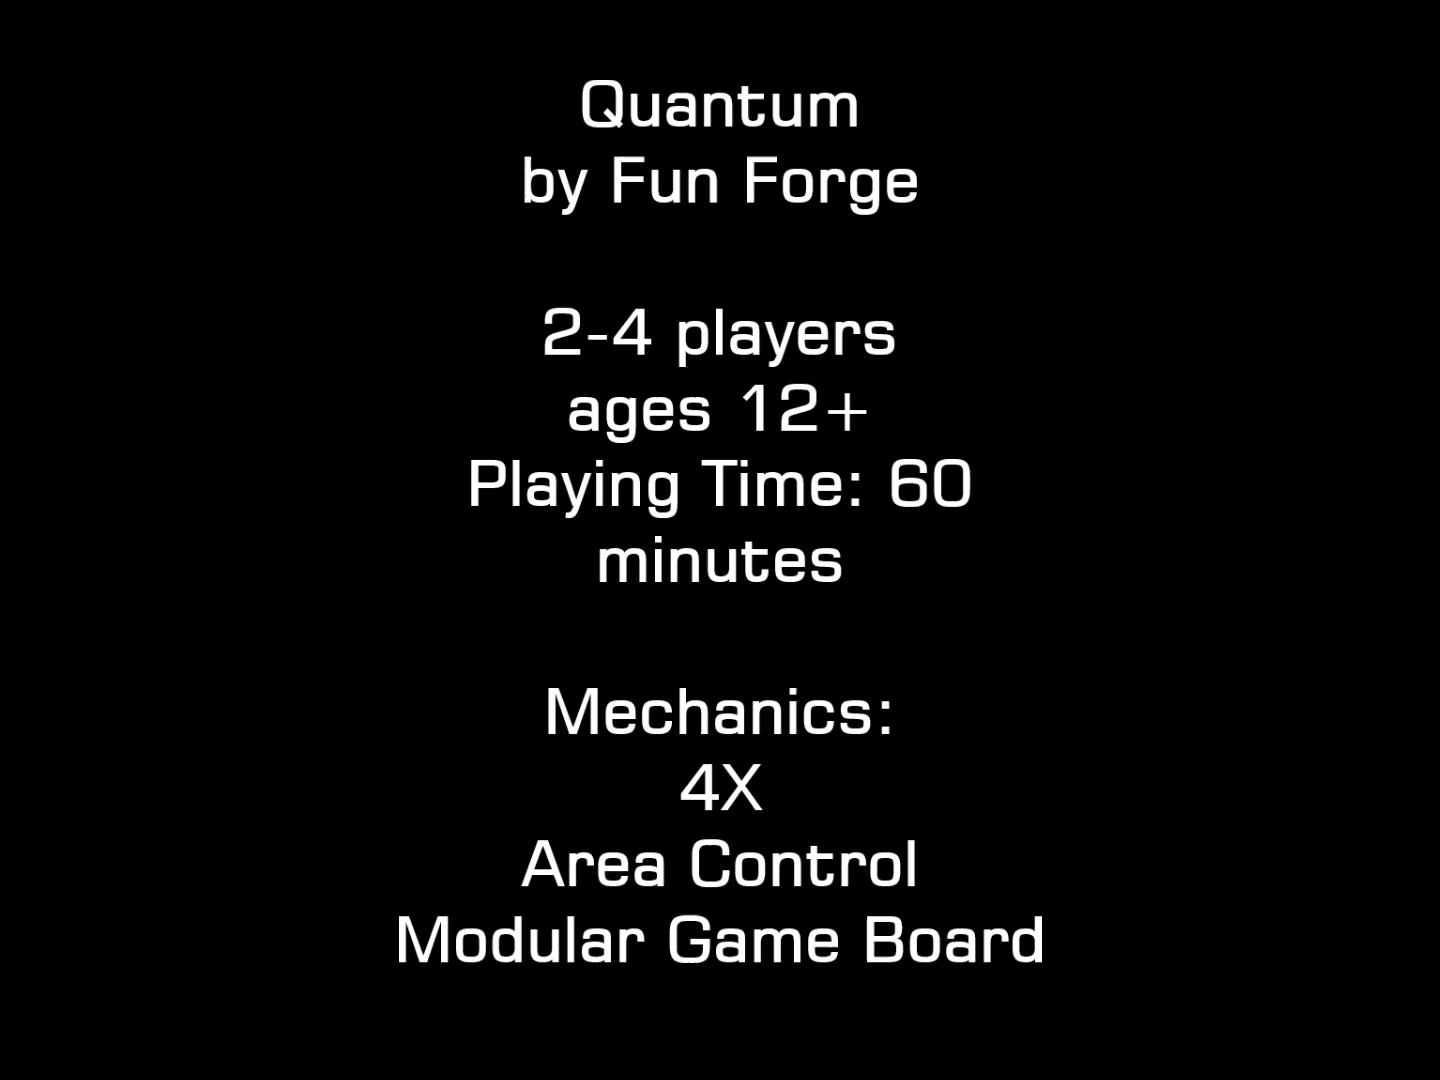 Quantum
by Fun Forge
2-4 players
ages 12+
Playing Time: 60
minutes
Mechanics:
4X
Area Control
Modular Game Board